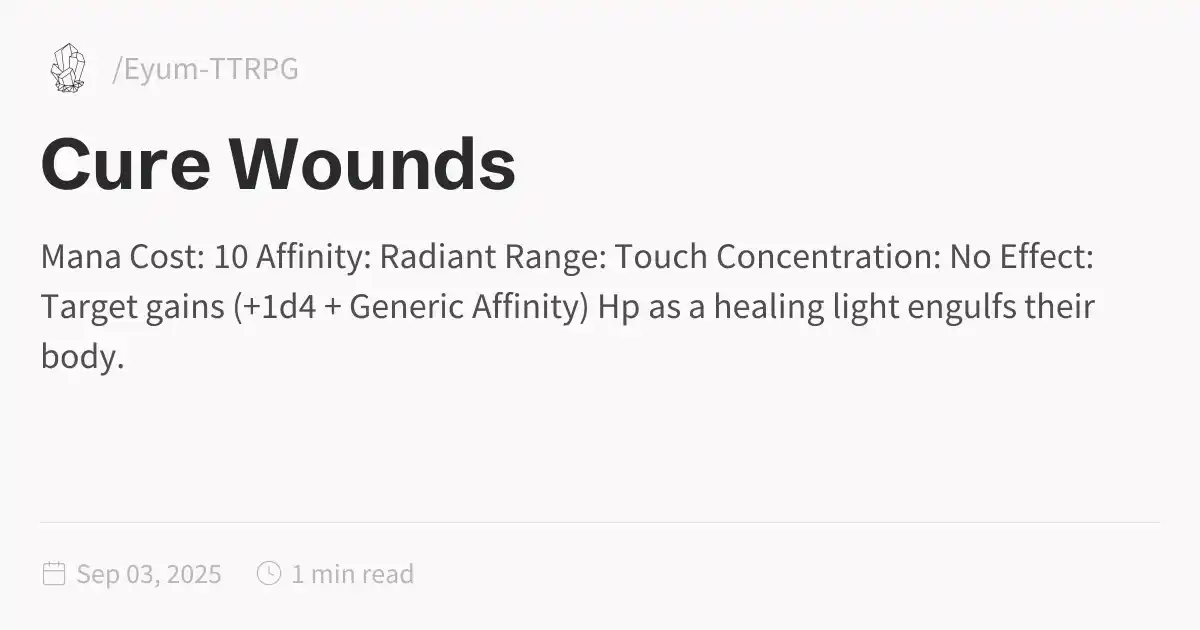 /Eyum-TTRPG
Cure Wounds
Mana Cost: 10 Affinity: Radiant Range: Touch Concentration: No Effect:
Target gains (+1d4 + Generic Affinity) Hp as a healing light engulfs their
body.
Sep 03, 2025 1 min read